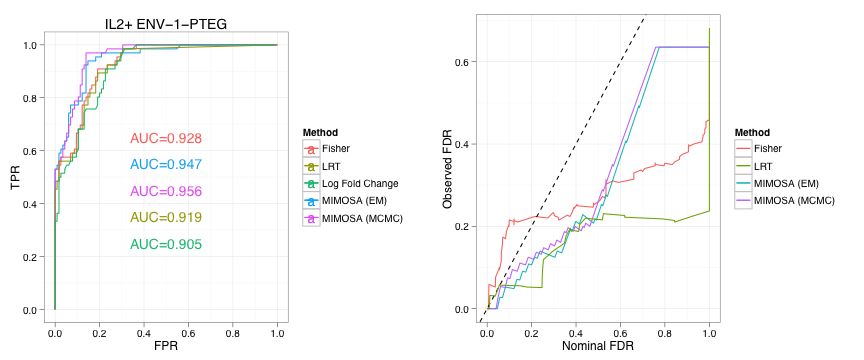 IL2+ ENV−1−PTEG
1.0
0.8
0.6
0.4
0.2
0.0
TPR
AUC=0.928
AUC=0.947
AUC=0.956
AUC=0.919
AUC=0.905
0.0 0.2 0.4 0.6 0.8 1.0
FPR
Method
a Fisher
a LRT
a Log Fold Change
a MIMOSA (EM)
a MIMOSA (MCMC)
0.6
0.4
0.2
0.0
Observed FDR
0.0 0.2 0.4 0.6 0.8 1.0
Nominal FDR
Method
Fisher
LRT
MIMOSA (EM)
MIMOSA (MCMC)